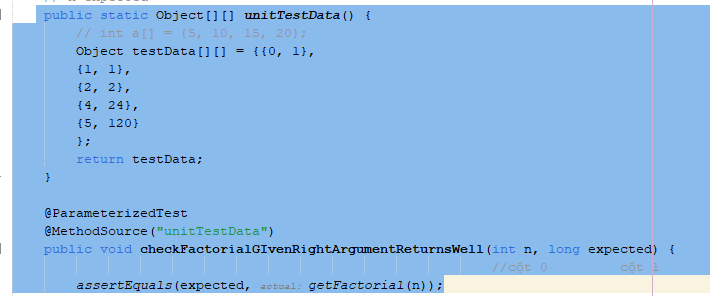 public static Object[][] unitTestData() {
// int a[] = {5, 10, 15, 20};
Object testData[][] = {{0, 1},
{1, 1},
{2, 2},
{4, 24},
{5, 120}
};
return testData;
}
@ParameterizedTest
@MethodSource("unitTestData")
public void checkFactorialGIvenRightArgumentReturnsWell(int n, long expected) {
//cột 0 cột 1
assertEquals(expected, actual: getFactorial(n));